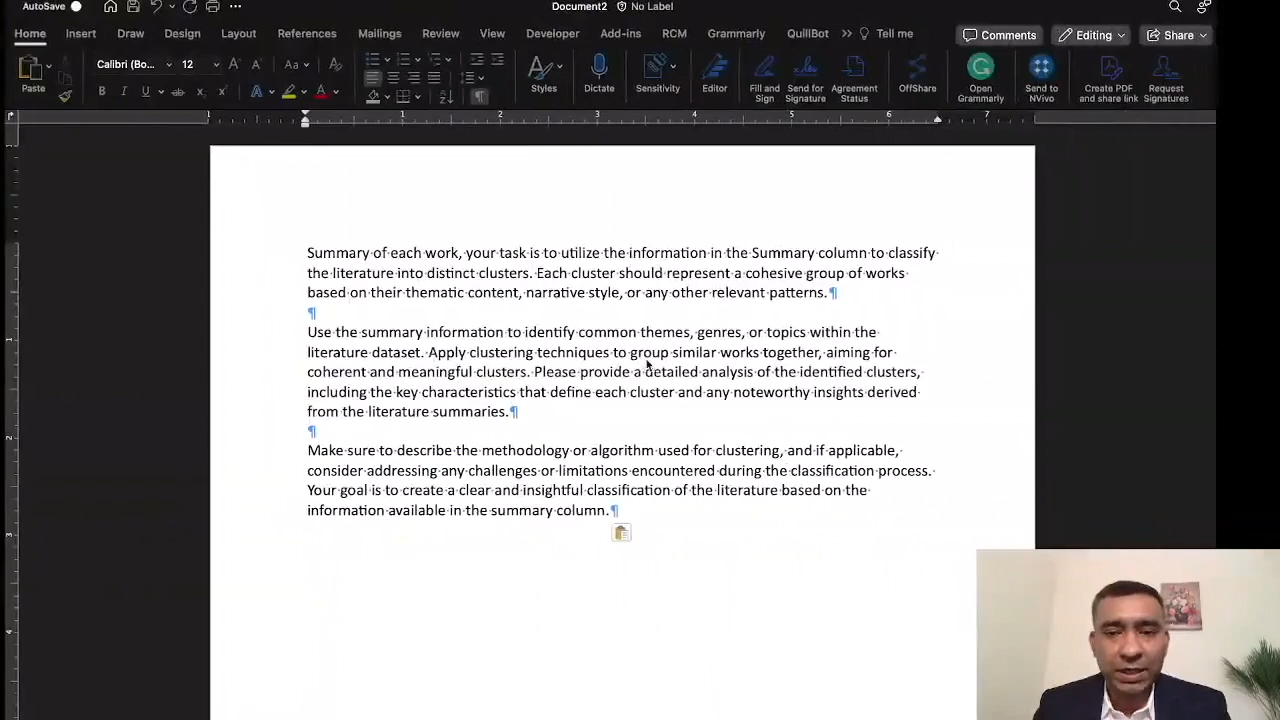 AutoSave
Document2
No Label
Home Insert Draw Design Layout References Mailings Review View Developer Add-ins RCM Grammarly QuillBot Tell me Comments Editing Share
Paste
Calibri (Bo... 12
Aa
B I U x x A A
Styles
Dictate
Sensitivity
Editor
Fill and Sign
Send for Signature
Agreement Status
OffShare
Open Grammarly
Send to NVivo
Create PDF and share link
Request Signatures
1 1 2 3 4 5 6 7
Summary of each work, your task is to utilize the information in the Summary column to classify
the literature into distinct clusters. Each cluster should represent a cohesive group of works
based on their thematic content, narrative style, or any other relevant patterns.¶
¶
Use the summary information to identify common themes, genres, or topics within the
literature dataset. Apply clustering techniques to group similar works together, aiming for
coherent and meaningful clusters. Please provide a detailed analysis of the identified clusters,
including the key characteristics that define each cluster and any noteworthy insights derived
from the literature summaries.¶
¶
Make sure to describe the methodology or algorithm used for clustering, and if applicable,
consider addressing any challenges or limitations encountered during the classification process.
Your goal is to create a clear and insightful classification of the literature based on the
information available in the summary column.¶